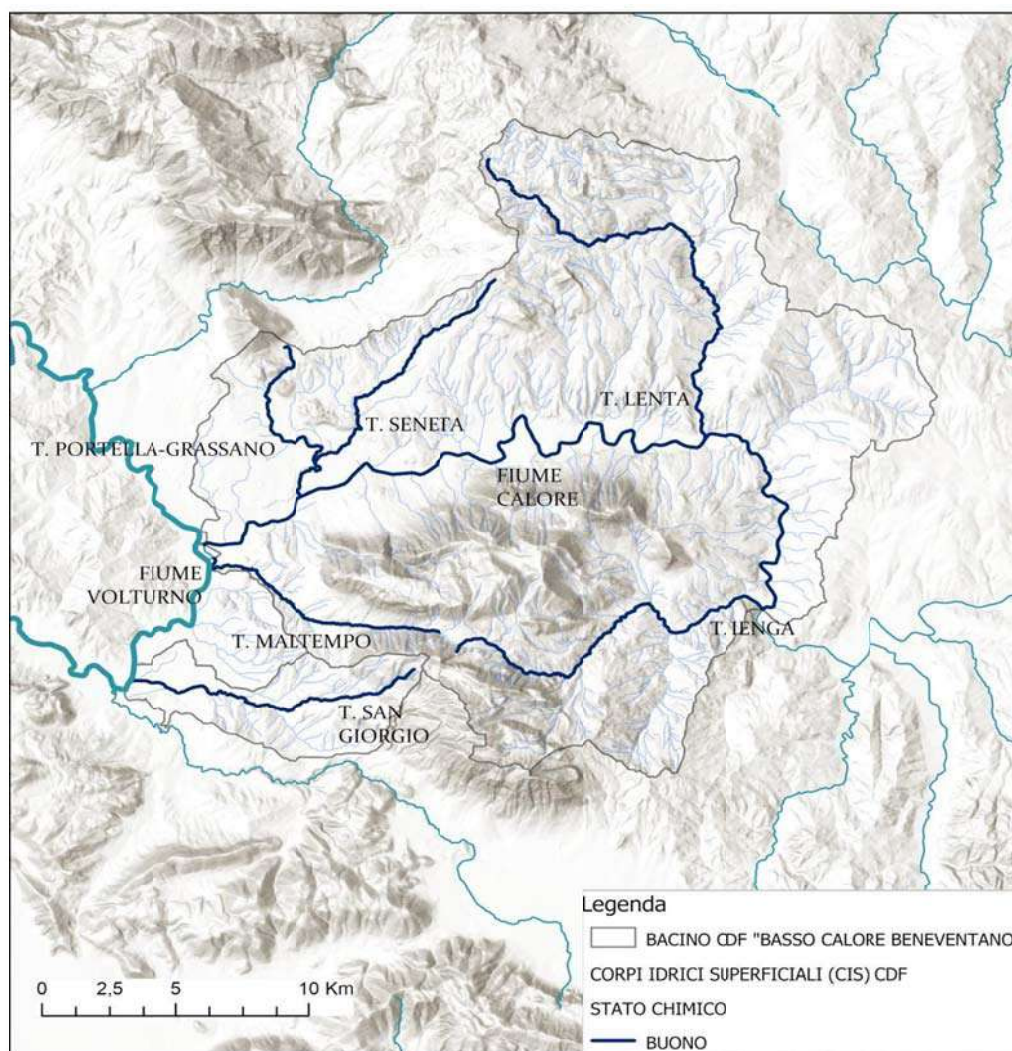 T. LENTA
T. SENETA
T. PORTELLA-GRASSANO
FIUME
CALORE
FIUME
VOLTURNO
T. MALTEMPO
T. IENGA
T. SAN
GIORGIO
Legenda
BACINO CDF "BASSO CALORE BENEVENTANO
CORPI IDRICI SUPERFICIALI (CIS) CDF
STATO CHIMICO
BUONO
0 2,5 5 10 Km